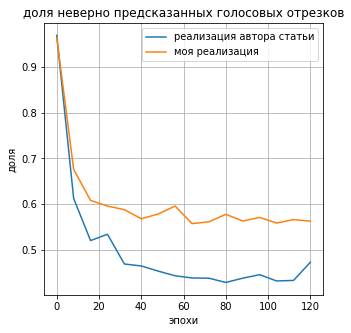 доля неверно предсказанных голосовых отрезков
реализация автора статьи
моя реализация
доля
0.9
0.8
0.7
0.6
0.5
0
20
40
60
80
100
120
эпохи